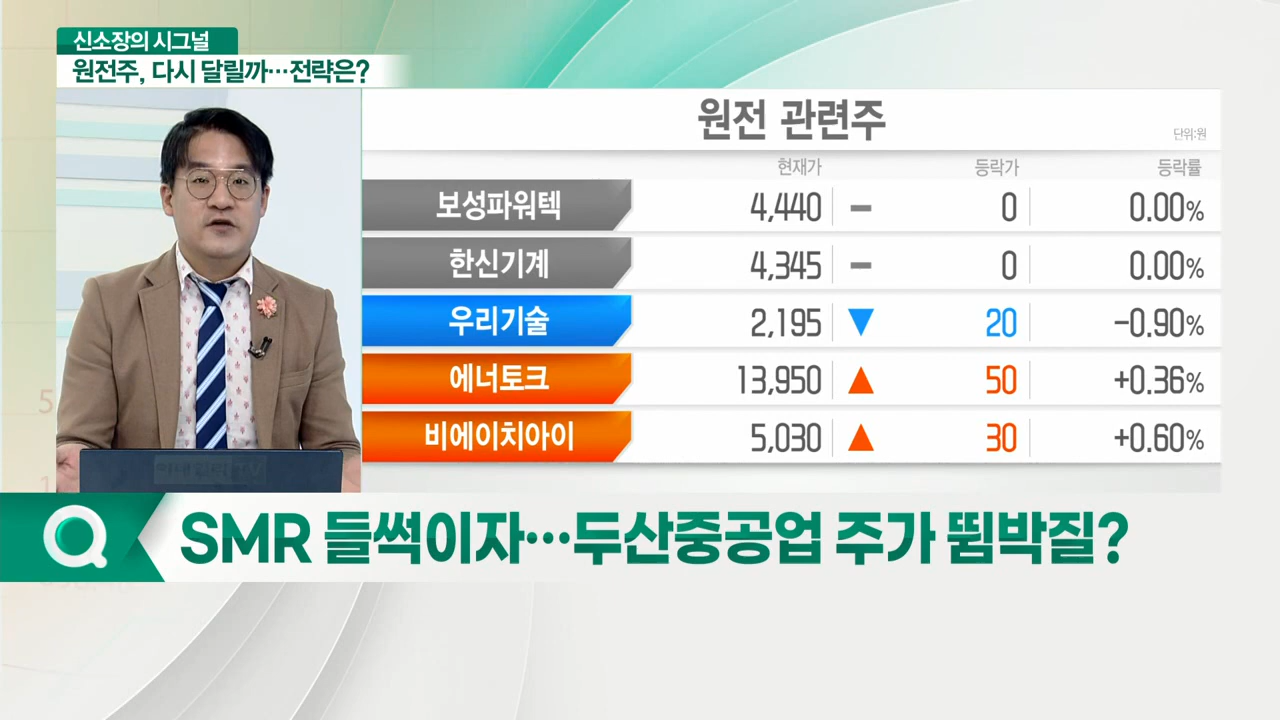 신소장의 시그널
원전주, 다시 달릴까…전략은?
원전 관련주
단위:원
현재가 등락가 등락률
보성파워텍 4,440 0 0.00%
한신기계 4,345 0 0.00%
우리기술 2,195 ▼ 20 -0.90%
에너토크 13,950 ▲ 50 +0.36%
비에이치아이 5,030 ▲ 30 +0.60%
SMR 들썩이자…두산중공업 주가 뜀박질?